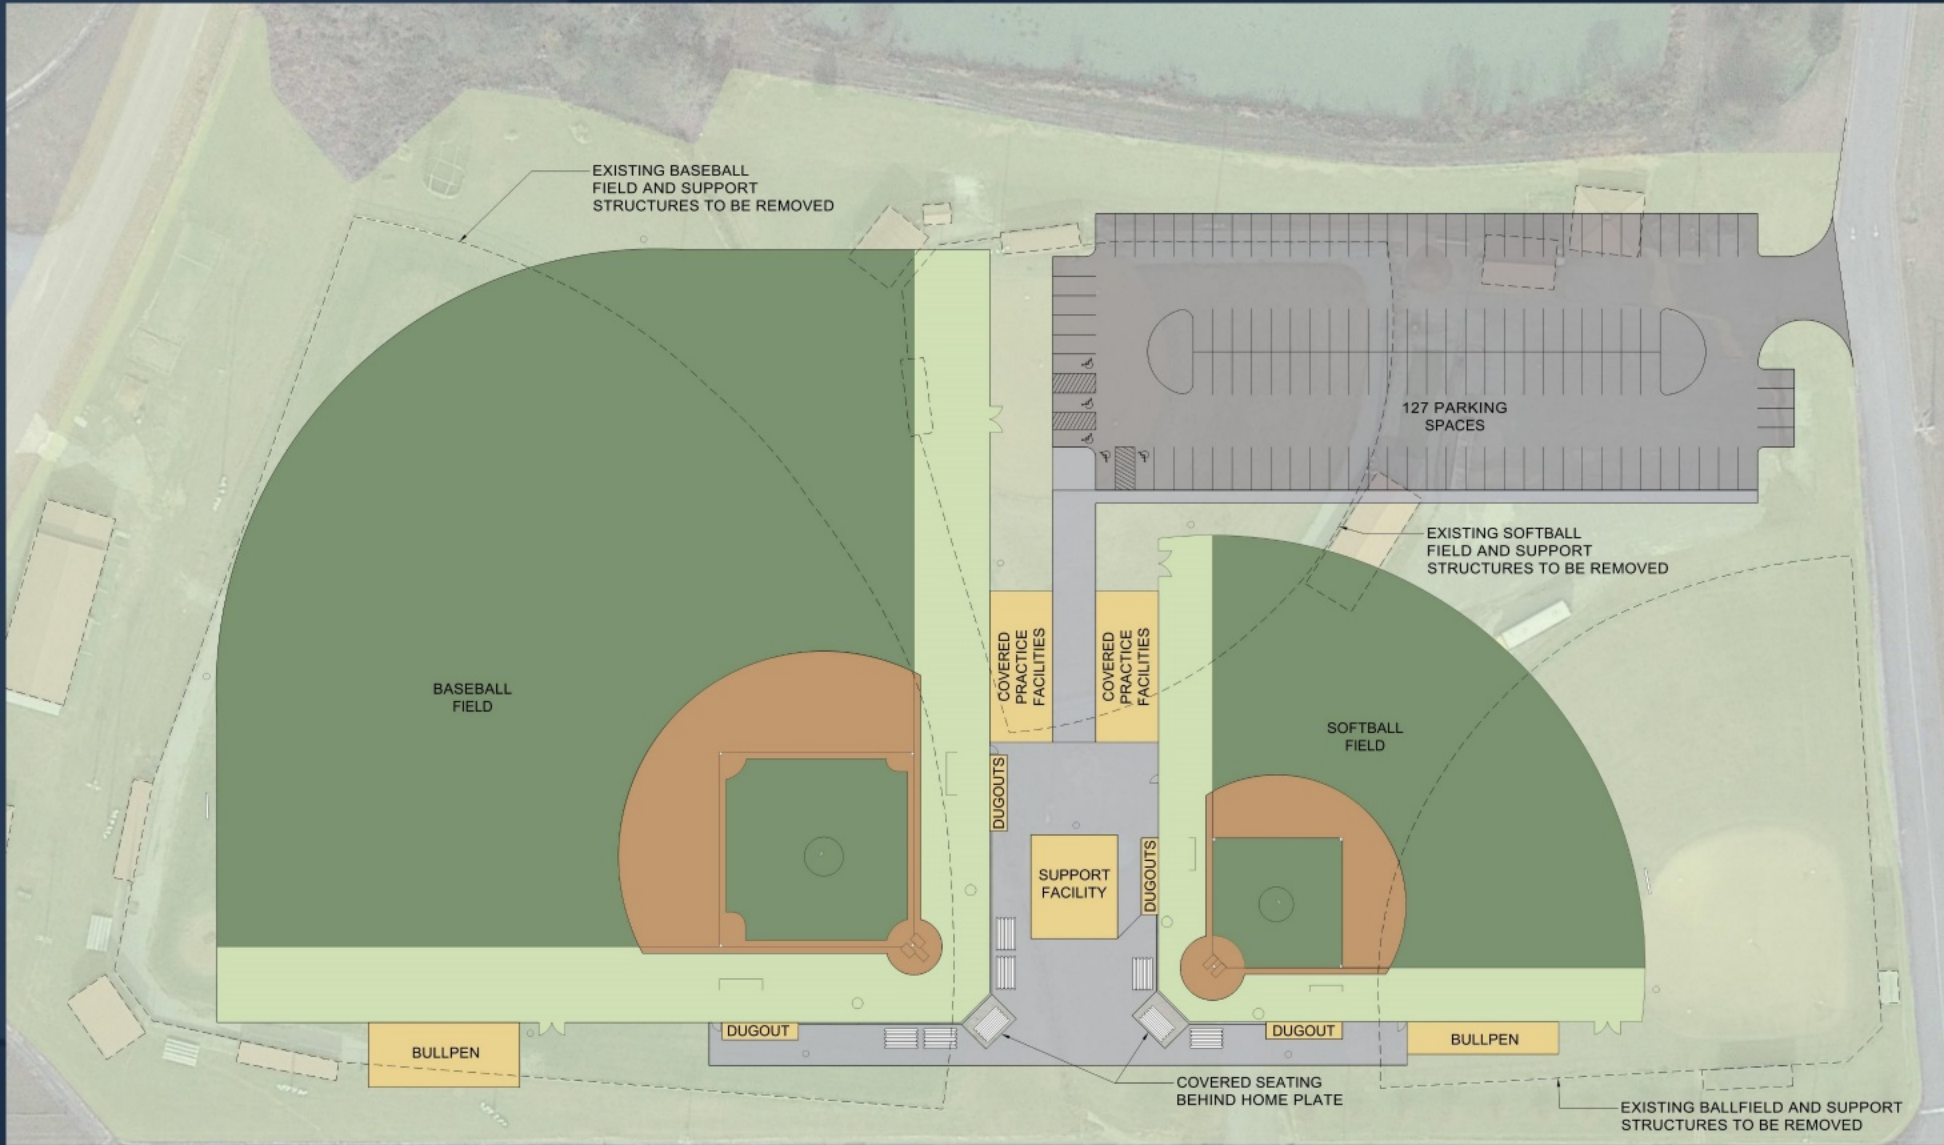 EXISTING BASEBALL
FIELD AND SUPPORT
STRUCTURES TO BE REMOVED
127 PARKING
SPACES
EXISTING SOFTBALL
FIELD AND SUPPORT
STRUCTURES TO BE REMOVED
COVERED
PRACTICE
FACILITIES
COVERED
PRACTICE
FACILITIES
BASEBALL
FIELD
SOFTBALL
FIELD
DUGOUTS
DUGOUTS
SUPPORT
FACILITY
DUGOUT
DUGOUT
BULLPEN
BULLPEN
COVERED SEATING
BEHIND HOME PLATE
EXISTING BALLFIELD AND SUPPORT
STRUCTURES TO BE REMOVED